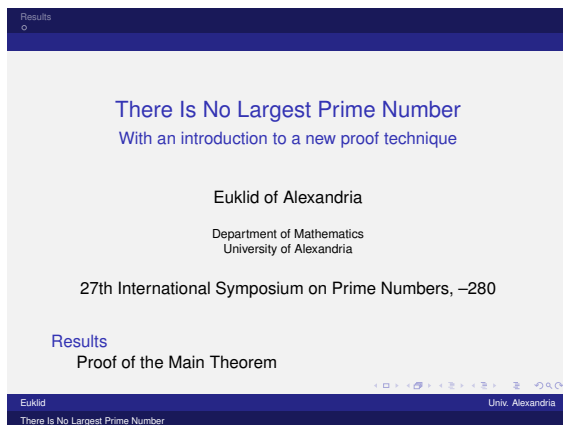 Results
There Is No Largest Prime Number
With an introduction to a new proof technique
Euklid of Alexandria
Department of Mathematics
University of Alexandria
27th International Symposium on Prime Numbers, –280
Results
Proof of the Main Theorem
Euklid Univ. Alexandria
There Is No Largest Prime Number